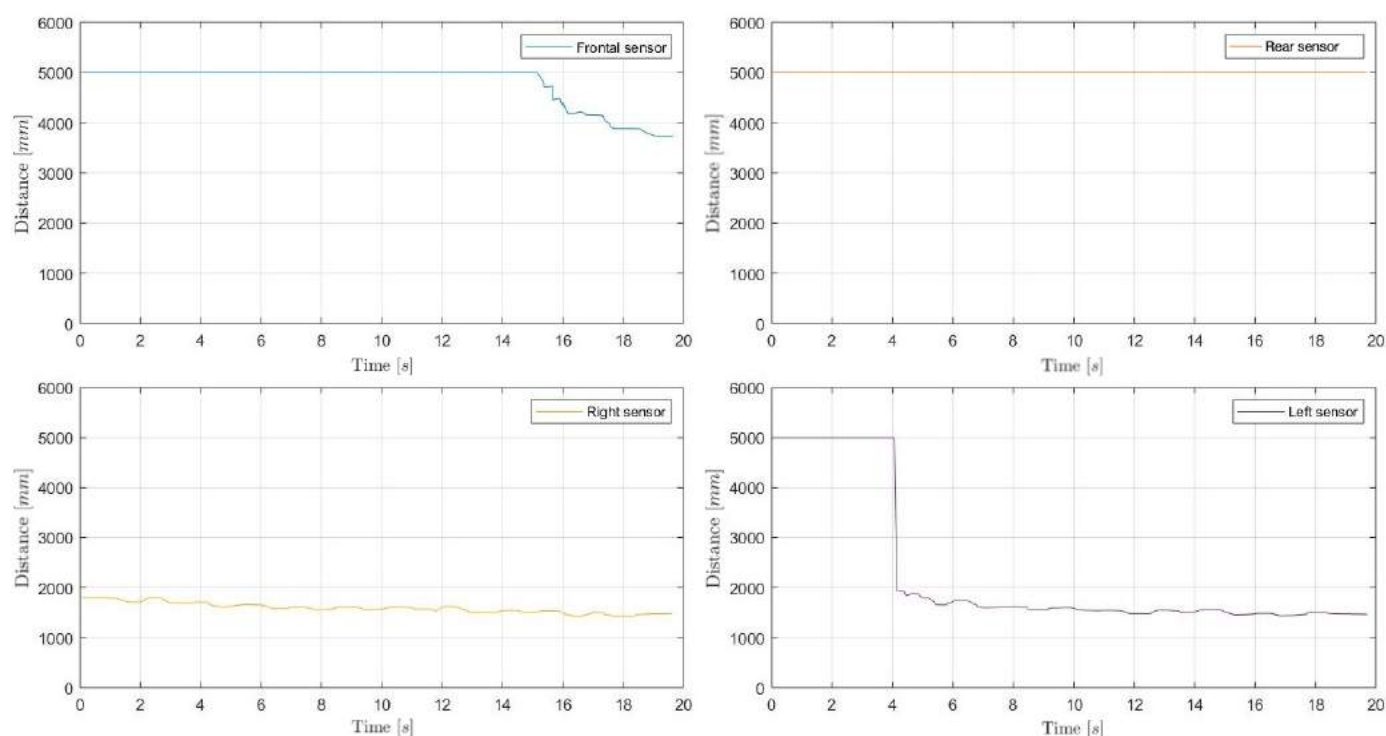 6000
Frontal sensor
5000
4000
3000
2000
1000
0
Distance [mm]
0 2 4 6 8 10 12 14 16 18 20
Time [s]
6000
Rear sensor
5000
4000
3000
2000
1000
0
Distance [mm]
0 2 4 6 8 10 12 14 16 18 20
Time [s]
6000
Right sensor
5000
4000
3000
2000
1000
0
Distance [mm]
0 2 4 6 8 10 12 14 16 18 20
Time [s]
6000
Left sensor
5000
4000
3000
2000
1000
0
Distance [mm]
0 2 4 6 8 10 12 14 16 18 20
Time [s]